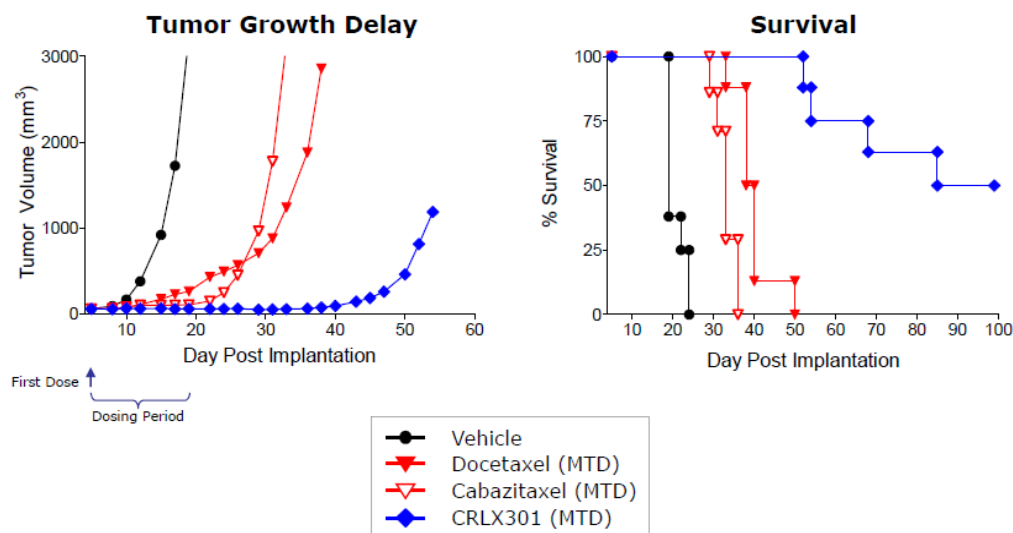 Tumor Growth Delay
Tumor Volume (mm³)
3000
2000
1000
0
10 20 30 40 50 60
Day Post Implantation
First Dose
Dosing Period
Survival
% Survival
100
75
50
25
0
10 20 30 40 50 60 70 80 90 100
Day Post Implantation
Vehicle
Docetaxel (MTD)
Cabazitaxel (MTD)
CRLX301 (MTD)